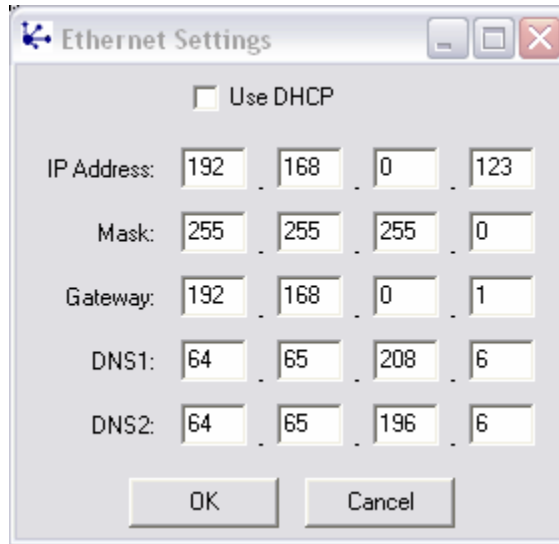 Ethernet Settings
Use DHCP
IP Address: 192 . 168 . 0 . 123
Mask: 255 . 255 . 255 . 0
Gateway: 192 . 168 . 0 . 1
DNS1: 64 . 65 . 208 . 6
DNS2: 64 . 65 . 196 . 6
OK Cancel